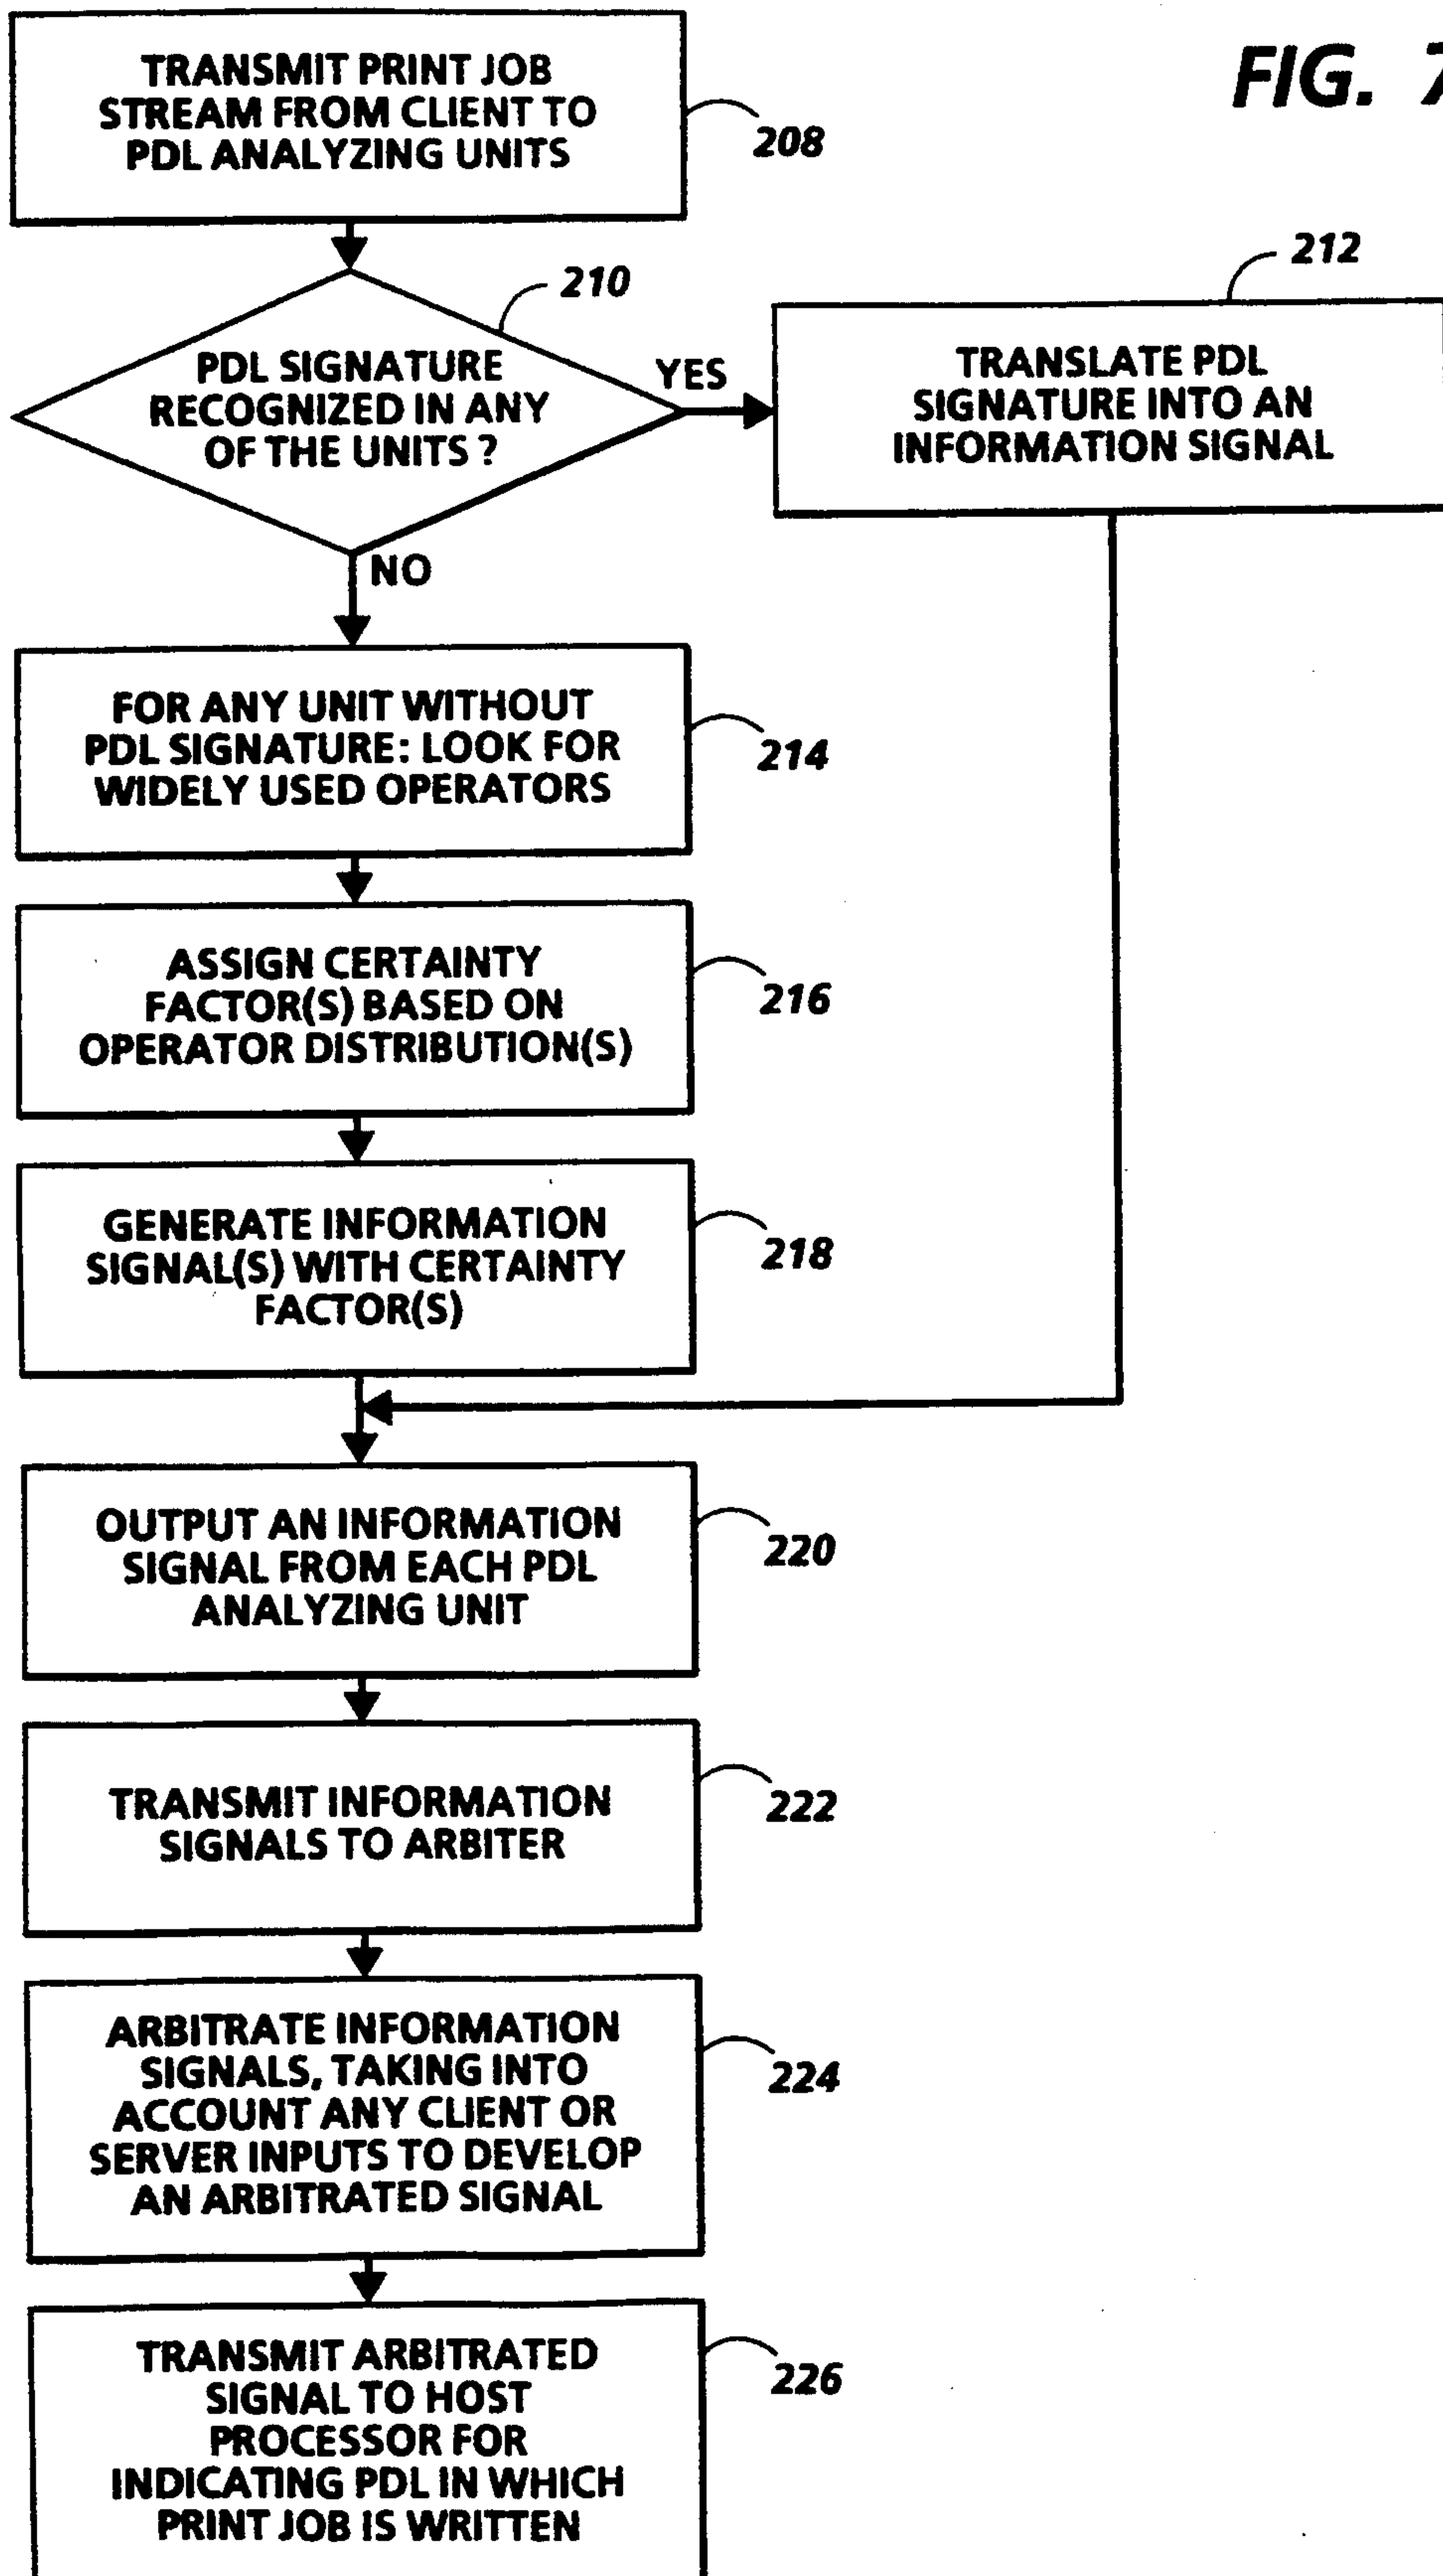 FIG. 7
TRANSMIT PRINT JOB
STREAM FROM CLIENT TO
PDL ANALYZING UNITS
208
210
PDL SIGNATURE
RECOGNIZED IN ANY
OF THE UNITS ?
YES
212
TRANSLATE PDL
SIGNATURE INTO AN
INFORMATION SIGNAL
NO
FOR ANY UNIT WITHOUT
PDL SIGNATURE: LOOK FOR
WIDELY USED OPERATORS
214
ASSIGN CERTAINTY
FACTOR(S) BASED ON
OPERATOR DISTRIBUTION(S)
216
GENERATE INFORMATION
SIGNAL(S) WITH CERTAINTY
FACTOR(S)
218
OUTPUT AN INFORMATION
SIGNAL FROM EACH PDL
ANALYZING UNIT
220
TRANSMIT INFORMATION
SIGNALS TO ARBITER
222
ARBITRATE INFORMATION
SIGNALS, TAKING INTO
ACCOUNT ANY CLIENT OR
SERVER INPUTS TO DEVELOP
AN ARBITRATED SIGNAL
224
TRANSMIT ARBITRATED
SIGNAL TO HOST
PROCESSOR FOR
INDICATING PDL IN WHICH
PRINT JOB IS WRITTEN
226